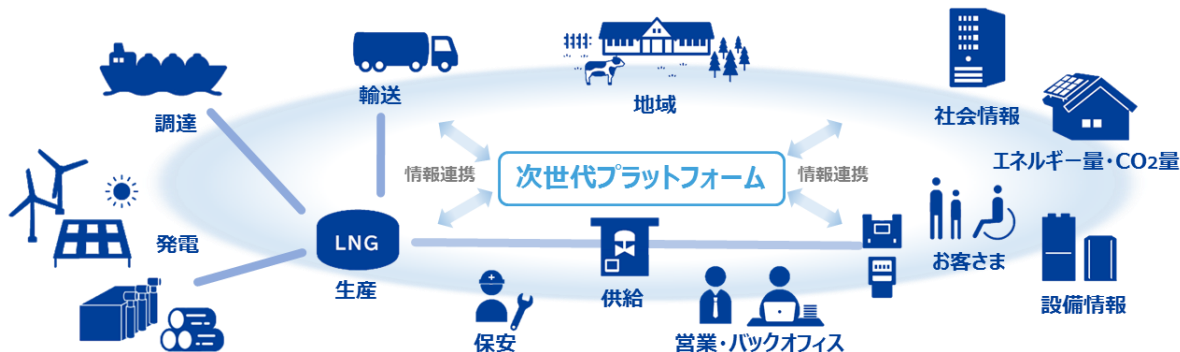 調達
輸送
地域
社会情報
エネルギー量・CO2量
情報連携
次世代プラットフォーム
情報連携
発電
LNG
生産
保安
供給
営業・バックオフィス
お客さま
設備情報